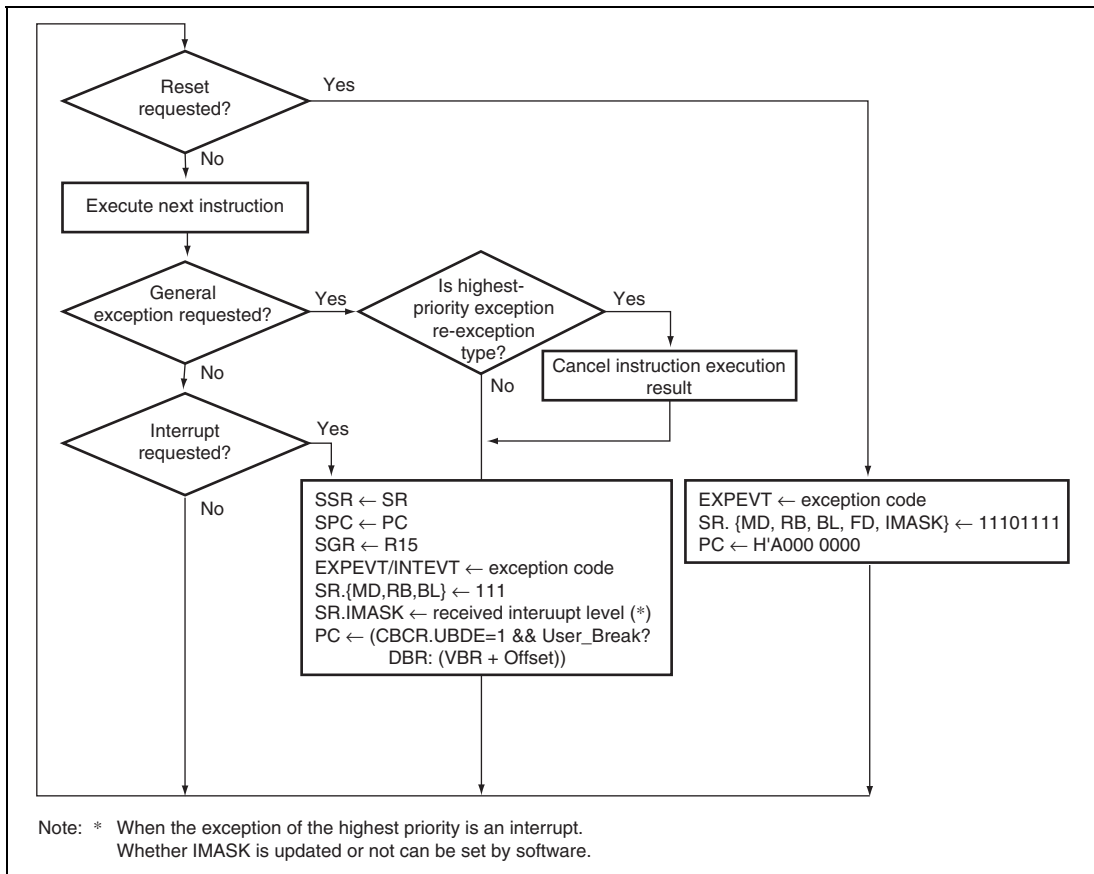 Reset
requested?
Yes
No
Execute next instruction
General
exception requested?
Yes
Is highest-
priority exception
re-exception
type?
Yes
No
Cancel instruction execution
result
No
Interrupt
requested?
Yes
No
SSR ← SR
SPC ← PC
SGR ← R15
EXPEVT/INTEVT ← exception code
SR.{MD,RB,BL} ← 111
SR.IMASK ← received interuupt level (*)
PC ← (CBCR.UBDE=1 && User_Break?
DBR: (VBR + Offset))
EXPEVT ← exception code
SR. {MD, RB, BL, FD, IMASK} ← 11101111
PC ← H'A000 0000
Note: * When the exception of the highest priority is an interrupt.
Whether IMASK is updated or not can be set by software.